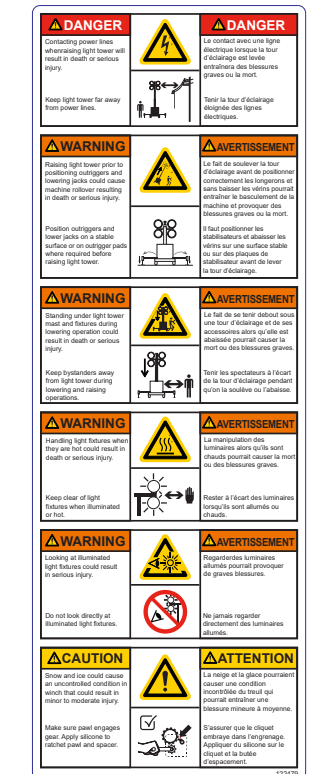 DANGER
Contacting power lines
whenraising light tower will
result in death or serious
injury.
Keep light tower far away
from power lines.
DANGER
Le contact avec une ligne
électrique lorsque la tour
d'éclairage est levée
entraînera des blessures
graves ou la mort.
Tenir la tour d'éclairage
éloignée des lignes
électriques.
WARNING
Raising light tower prior to
positioning outriggers and
lowering jacks could cause
machine rollover resulting
in death or serious injury.
Position outriggers and
lower jacks on a stable
surface or on outrigger pads
where required before
raising light tower.
AVERTISSEMENT
Le fait de soulever la tour
d'éclairage avant de positionner
correctement les longerons et
sans baisser les vérins pourrait
entraîner le basculement de la
machine et provoquer des
blessures graves ou la mort.
Il faut positionner les
stabilisateurs et abaisser les
vérins sur une surface stable
ou sur des plaques de
stabilisateur avant de lever
la tour d'éclairage.
WARNING
Standing under light tower
mast and fixtures during
lowering operation could
result in death or serious
injury.
Keep bystanders away
from light tower during
lowering and raising
operations.
AVERTISSEMENT
Le fait de se tenir debout sous
une tour d'éclairage et de ses
accessoires alors qu'elle est
abaissée pourrait causer la
mort ou des blessures graves.
Tenir les spectateurs à l'écart
de la tour d'éclairage pendant
qu'on la soulève ou l'abaisse.
WARNING
Handling light fixtures when
they are hot could result in
death or serious injury.
Keep clear of light
fixtures when illuminated
or hot.
AVERTISSEMENT
La manipulation des
luminaires alors qu'ils sont
chauds pourrait causer la mort
ou des blessures graves.
Rester à l'écart des luminaires
lorsqu'ils sont allumés ou
chauds.
WARNING
Looking at illuminated
light fixtures could result
in serious injury.
Do not look directly at
illuminated light fixtures.
AVERTISSEMENT
Regarderdes luminaires
allumés pourrait provoquer
de graves blessures.
Ne jamais regarder
directement des luminaires
allumés.
CAUTION
Snow and ice could cause
an uncontrolled condition in
winch that could result in
minor to moderate injury.
Make sure pawl engages
gear. Apply silicone to
ratchet pawl and spacer.
ATTENTION
La neige et la glace pourraient
causer une condition
incontrôlée du treuil qui
pourrait entraîner une
blessure mineure à moyenne.
S'assurer que le cliquet
embraye dans l'engrenage.
Appliquer du silicone sur le
cliquet et la butée
d'espacement.